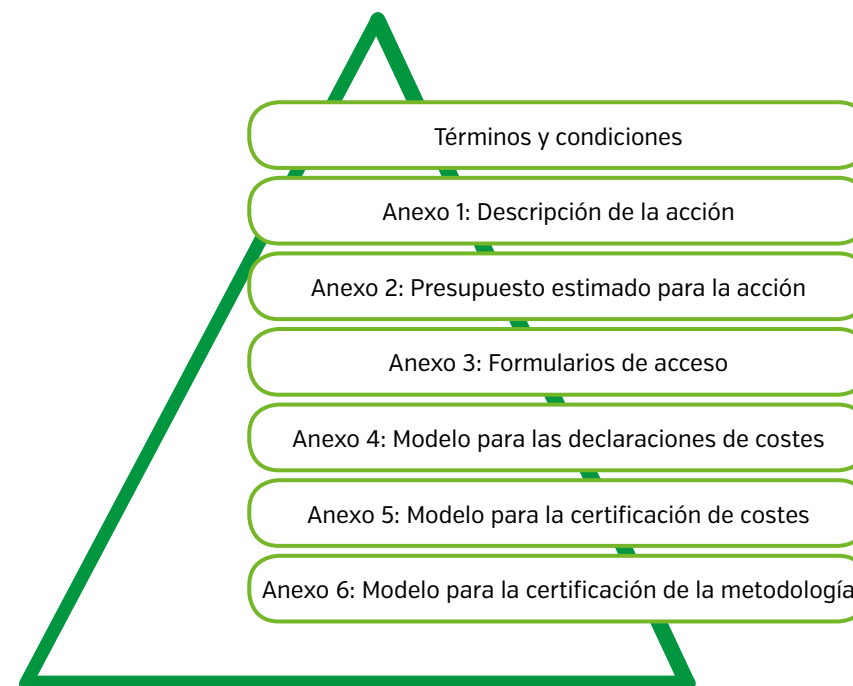 Términos y condiciones
Anexo 1: Descripción de la acción
Anexo 2: Presupuesto estimado para la acción
Anexo 3: Formularios de acceso
Anexo 4: Modelo para las declaraciones de costes
Anexo 5: Modelo para la certificación de costes
Anexo 6: Modelo para la certificación de la metodología